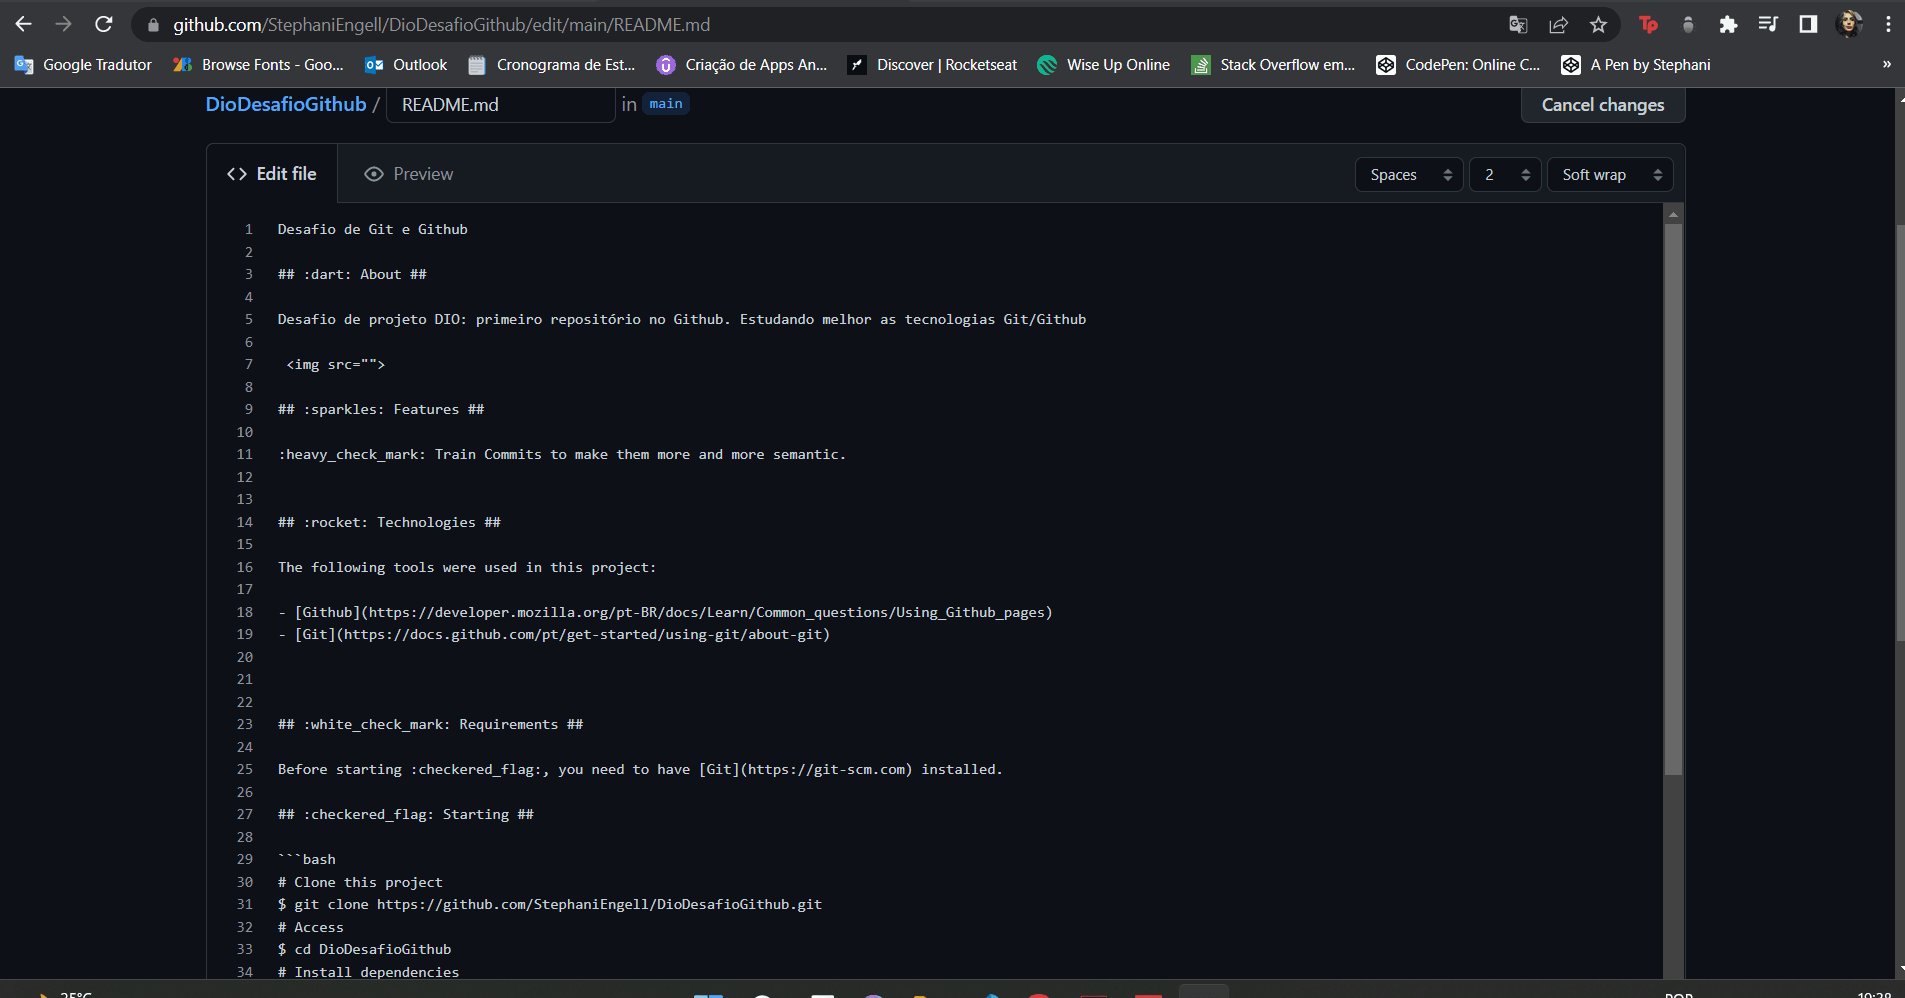 github.com/StephaniEngell/DioDesafioGithub/edit/main/README.md
Google Tradutor Browse Fonts - Goo... Outlook Cronograma de Est... Criação de Apps An... Discover | Rocketseat Wise Up Online Stack Overflow em... CodePen: Online C... A Pen by Stephani »
DioDesafioGithub / README.md in main Cancel changes
<> Edit file Preview Spaces 2 Soft wrap
1 Desafio de Git e Github
2
3 ## :dart: About ##
4
5 Desafio de projeto DIO: primeiro repositório no Github. Estudando melhor as tecnologias Git/Github
6
7 <img src="">
8
9 ## :sparkles: Features ##
10
11 :heavy_check_mark: Train Commits to make them more and more semantic.
12
13
14 ## :rocket: Technologies ##
15
16 The following tools were used in this project:
17
18 - [Github](https://developer.mozilla.org/pt-BR/docs/Learn/Common_questions/Using_Github_pages)
19 - [Git](https://docs.github.com/pt/get-started/using-git/about-git)
20
21
22
23 ## :white_check_mark: Requirements ##
24
25 Before starting :checkered_flag:, you need to have [Git](https://git-scm.com) installed.
26
27 ## :checkered_flag: Starting ##
28
29 ```bash
30 # Clone this project
31 $ git clone https://github.com/StephaniEngell/DioDesafioGithub.git
32 # Access
33 $ cd DioDesafioGithub
34 # Install dependencies
25°C